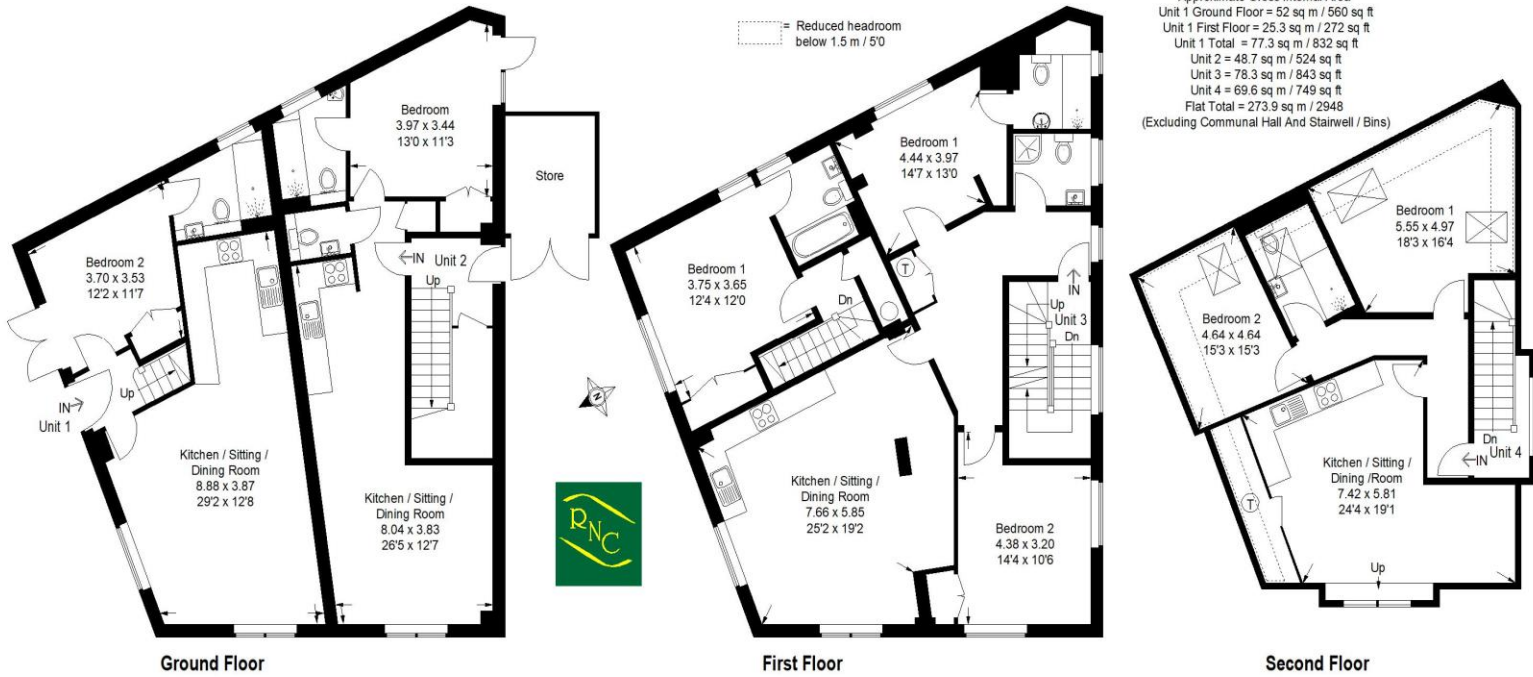 Approximate Gross Internal Area
Unit 1 Ground Floor = 52 sq m / 560 sq ft
Unit 1 First Floor = 25.3 sq m / 272 sq ft
Unit 1 Total = 77.3 sq m / 832 sq ft
Unit 2 = 48.7 sq m / 524 sq ft
Unit 3 = 78.3 sq m / 843 sq ft
Unit 4 = 69.6 sq m / 749 sq ft
Flat Total = 273.9 sq m / 2948
(Excluding Communal Hall And Stairwell / Bins)
= Reduced headroom
below 1.5 m / 5'0
Bedroom
3.97 x 3.44
13'0 x 11'3
Store
Bedroom 2
3.70 x 3.53
12'2 x 11'7
IN
Unit 2
Up
Up
IN
Unit 1
Kitchen / Sitting /
Dining Room
8.88 x 3.87
29'2 x 12'8
Kitchen / Sitting /
Dining Room
8.04 x 3.83
26'5 x 12'7
Ground Floor
N
RNC
Bedroom 1
4.44 x 3.97
14'7 x 13'0
Bedroom 1
3.75 x 3.65
12'4 x 12'0
T
Dn
IN
Up
Unit 3
Dn
Kitchen / Sitting /
Dining Room
7.66 x 5.85
25'2 x 19'2
Bedroom 2
4.38 x 3.20
14'4 x 10'6
First Floor
Bedroom 1
5.55 x 4.97
18'3 x 16'4
Bedroom 2
4.64 x 4.64
15'3 x 15'3
Dn
Unit 4
IN
Kitchen / Sitting /
Dining /Room
7.42 x 5.81
24'4 x 19'1
T
Up
Second Floor